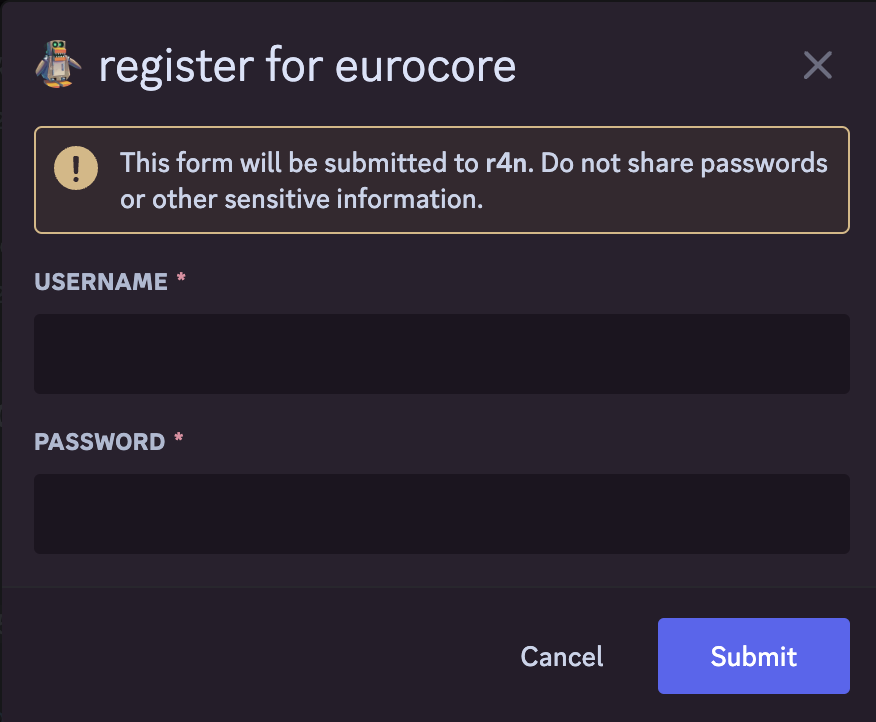 register for eurocore
This form will be submitted to r4n. Do not share passwords
or other sensitive information.
USERNAME *
PASSWORD *
Cancel
Submit